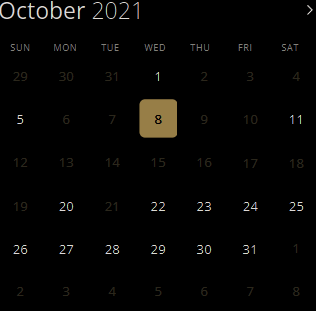 October 2021
SUN MON TUE WED THU FRI SAT
29 30 31 1 2 3 4
5 6 7 8 9 10 11
12 13 14 15 16 17 18
19 20 21 22 23 24 25
26 27 28 29 30 31 1
2 3 4 5 6 7 8